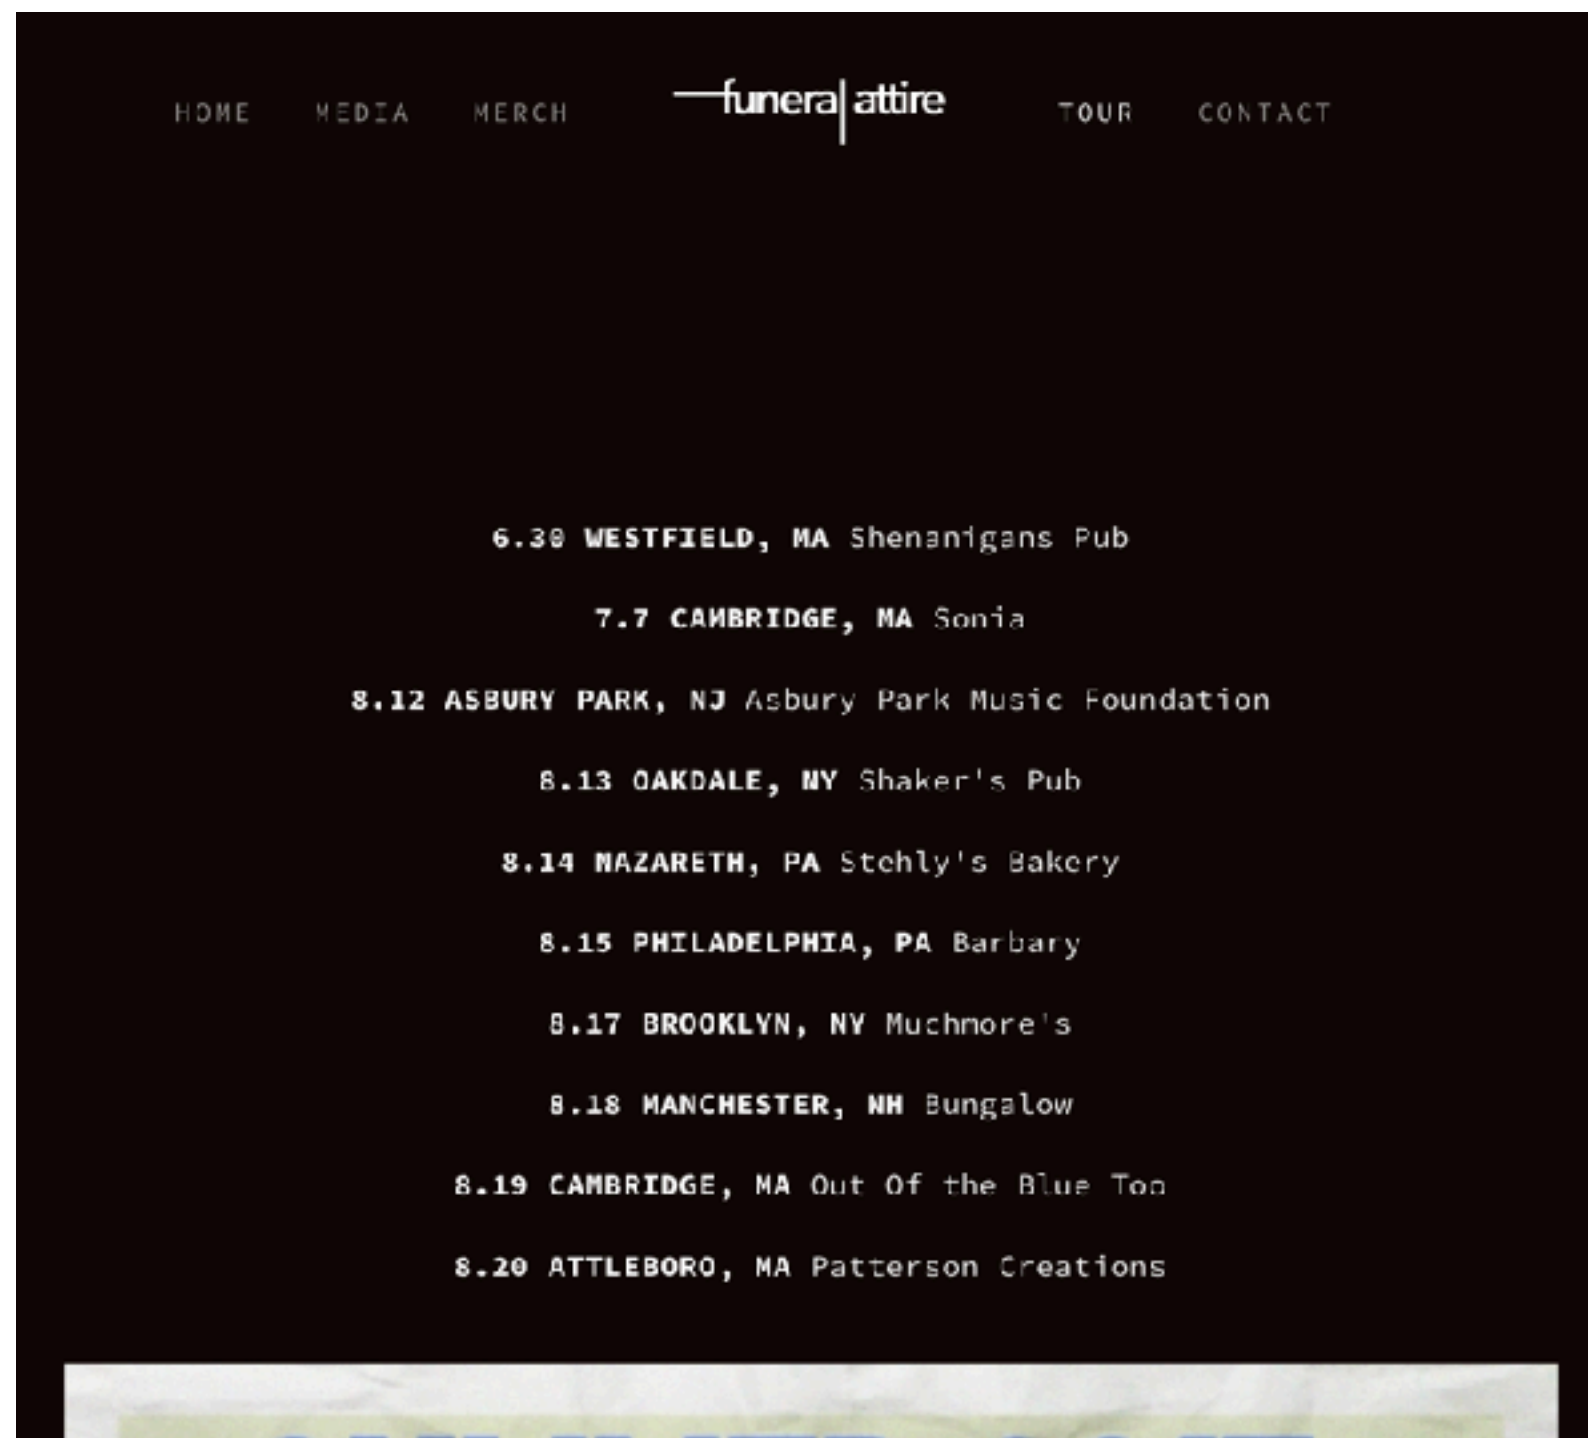 HOME MEDIA MERCH funeral attire TOUR CONTACT
6.30 WESTFIELD, MA Shenanigans Pub
7.7 CAMBRIDGE, MA Sonia
8.12 ASBURY PARK, NJ Asbury Park Music Foundation
8.13 OAKDALE, NY Shaker's Pub
8.14 NAZARETH, PA Stehly's Bakery
8.15 PHILADELPHIA, PA Barbary
8.17 BROOKLYN, NY Muchmore's
8.18 MANCHESTER, NH Bungalow
8.19 CAMBRIDGE, MA Out Of the Blue Too
8.20 ATTLEBORO, MA Patterson Creations